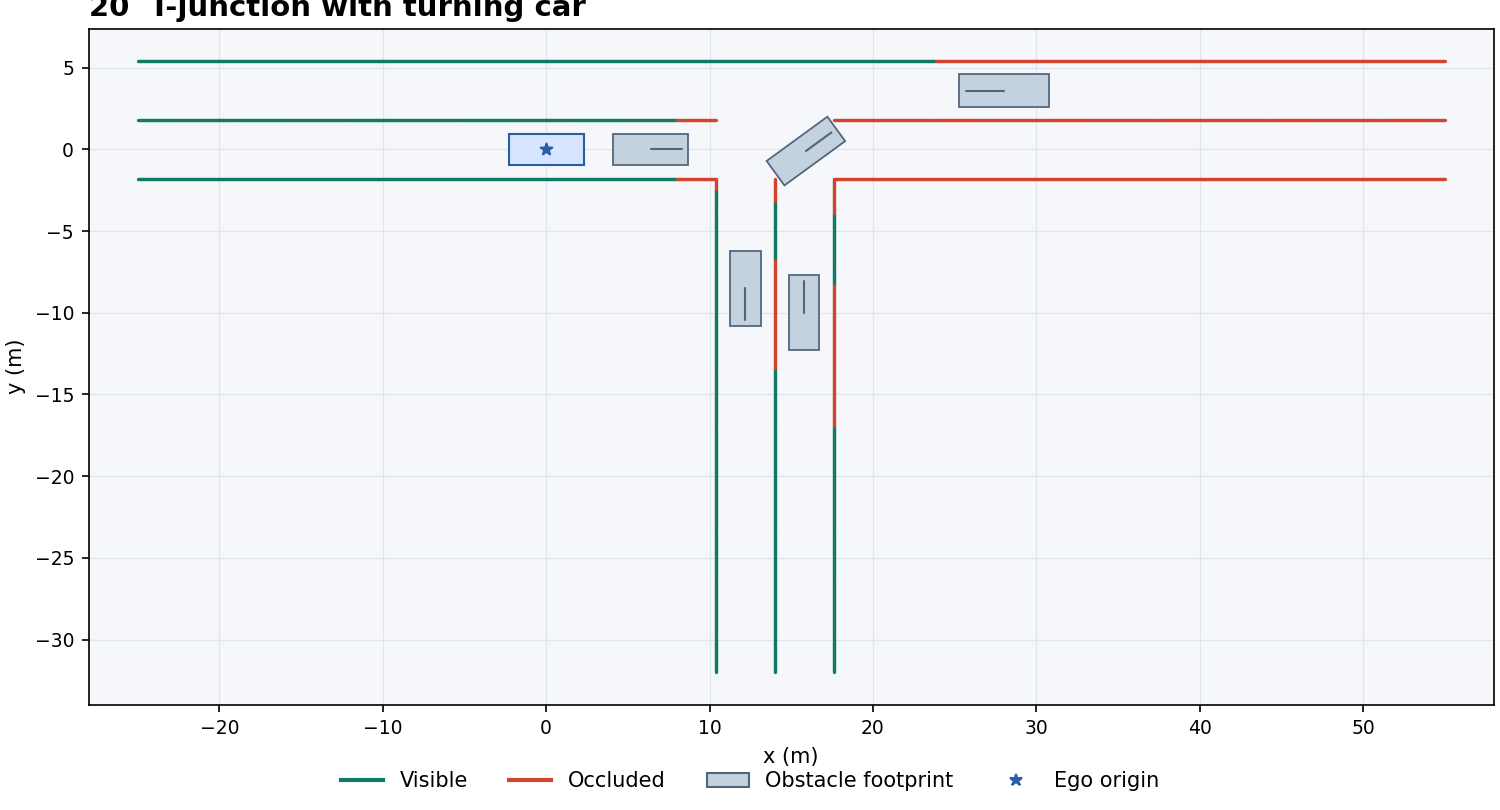 20 T-junction with turning car
5
0
−5
−10
−15
−20
−25
−30
y (m)
−20 −10 0 10 20 30 40 50
x (m)
Visible Occluded Obstacle footprint Ego origin